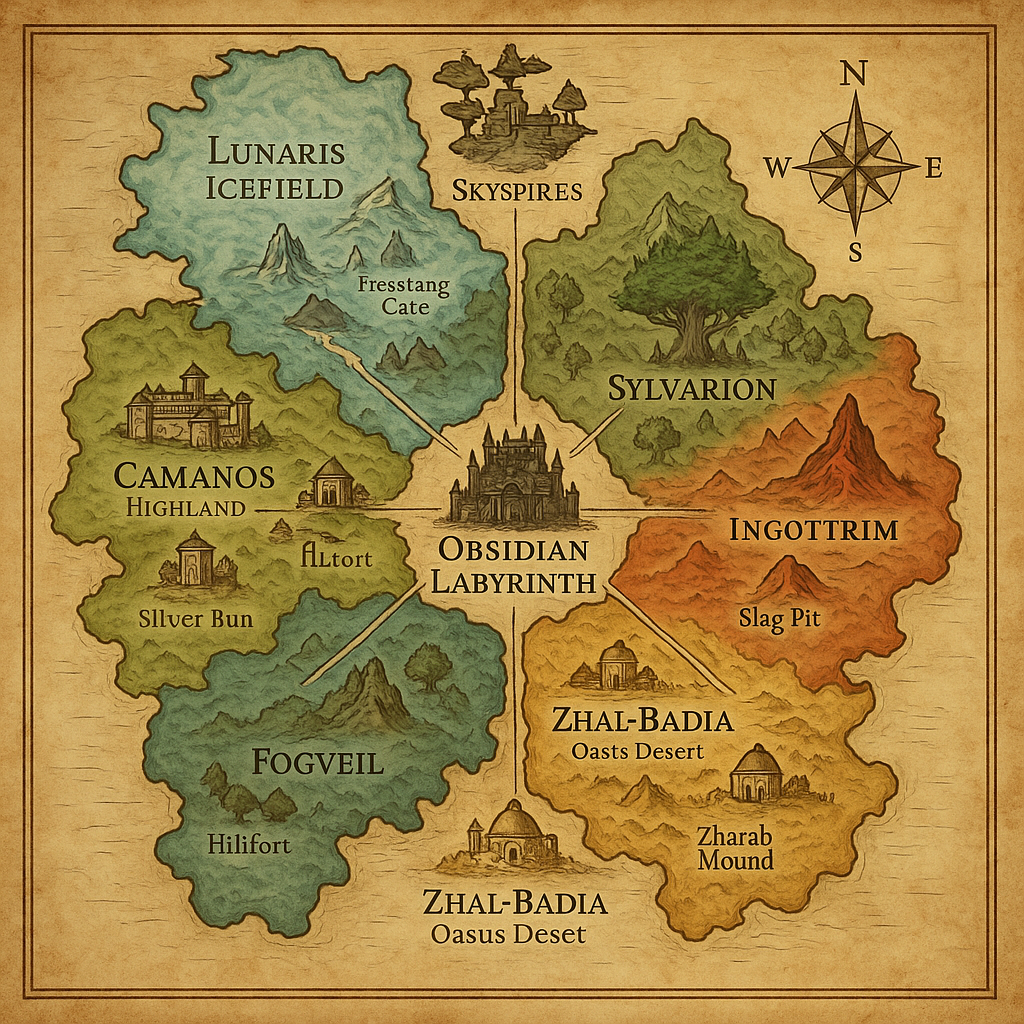 N
W
E
S
LUNARIS
ICEFIELD
SKYSPIRES
Fresstang
Cate
SYLVARION
CAMANOS
HIGHLAND
Altort
Silver Bun
OBSIDIAN
LABYRINTH
INGOTTRIM
Slag Pit
ZHAL-BADIA
Oasts Desert
FOGVEIL
Hilifort
Zharab
Mound
ZHAL-BADIA
Oasus Deset